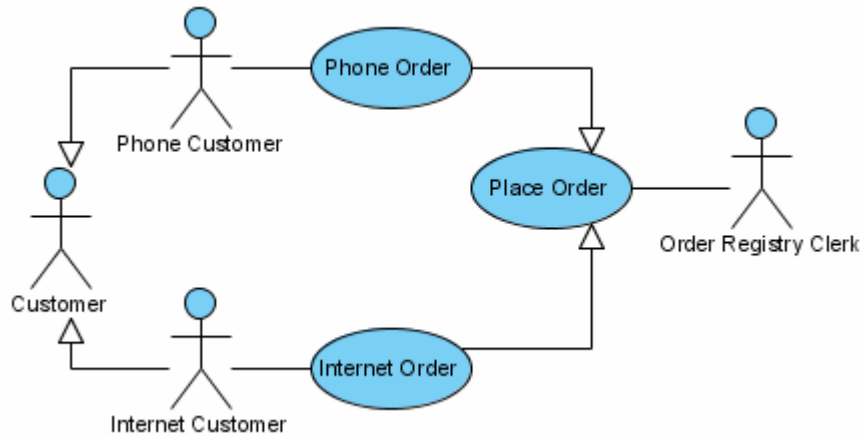 Phone Order
Phone Customer
Place Order
Order Registry Clerk
Customer
Internet Order
Internet Customer